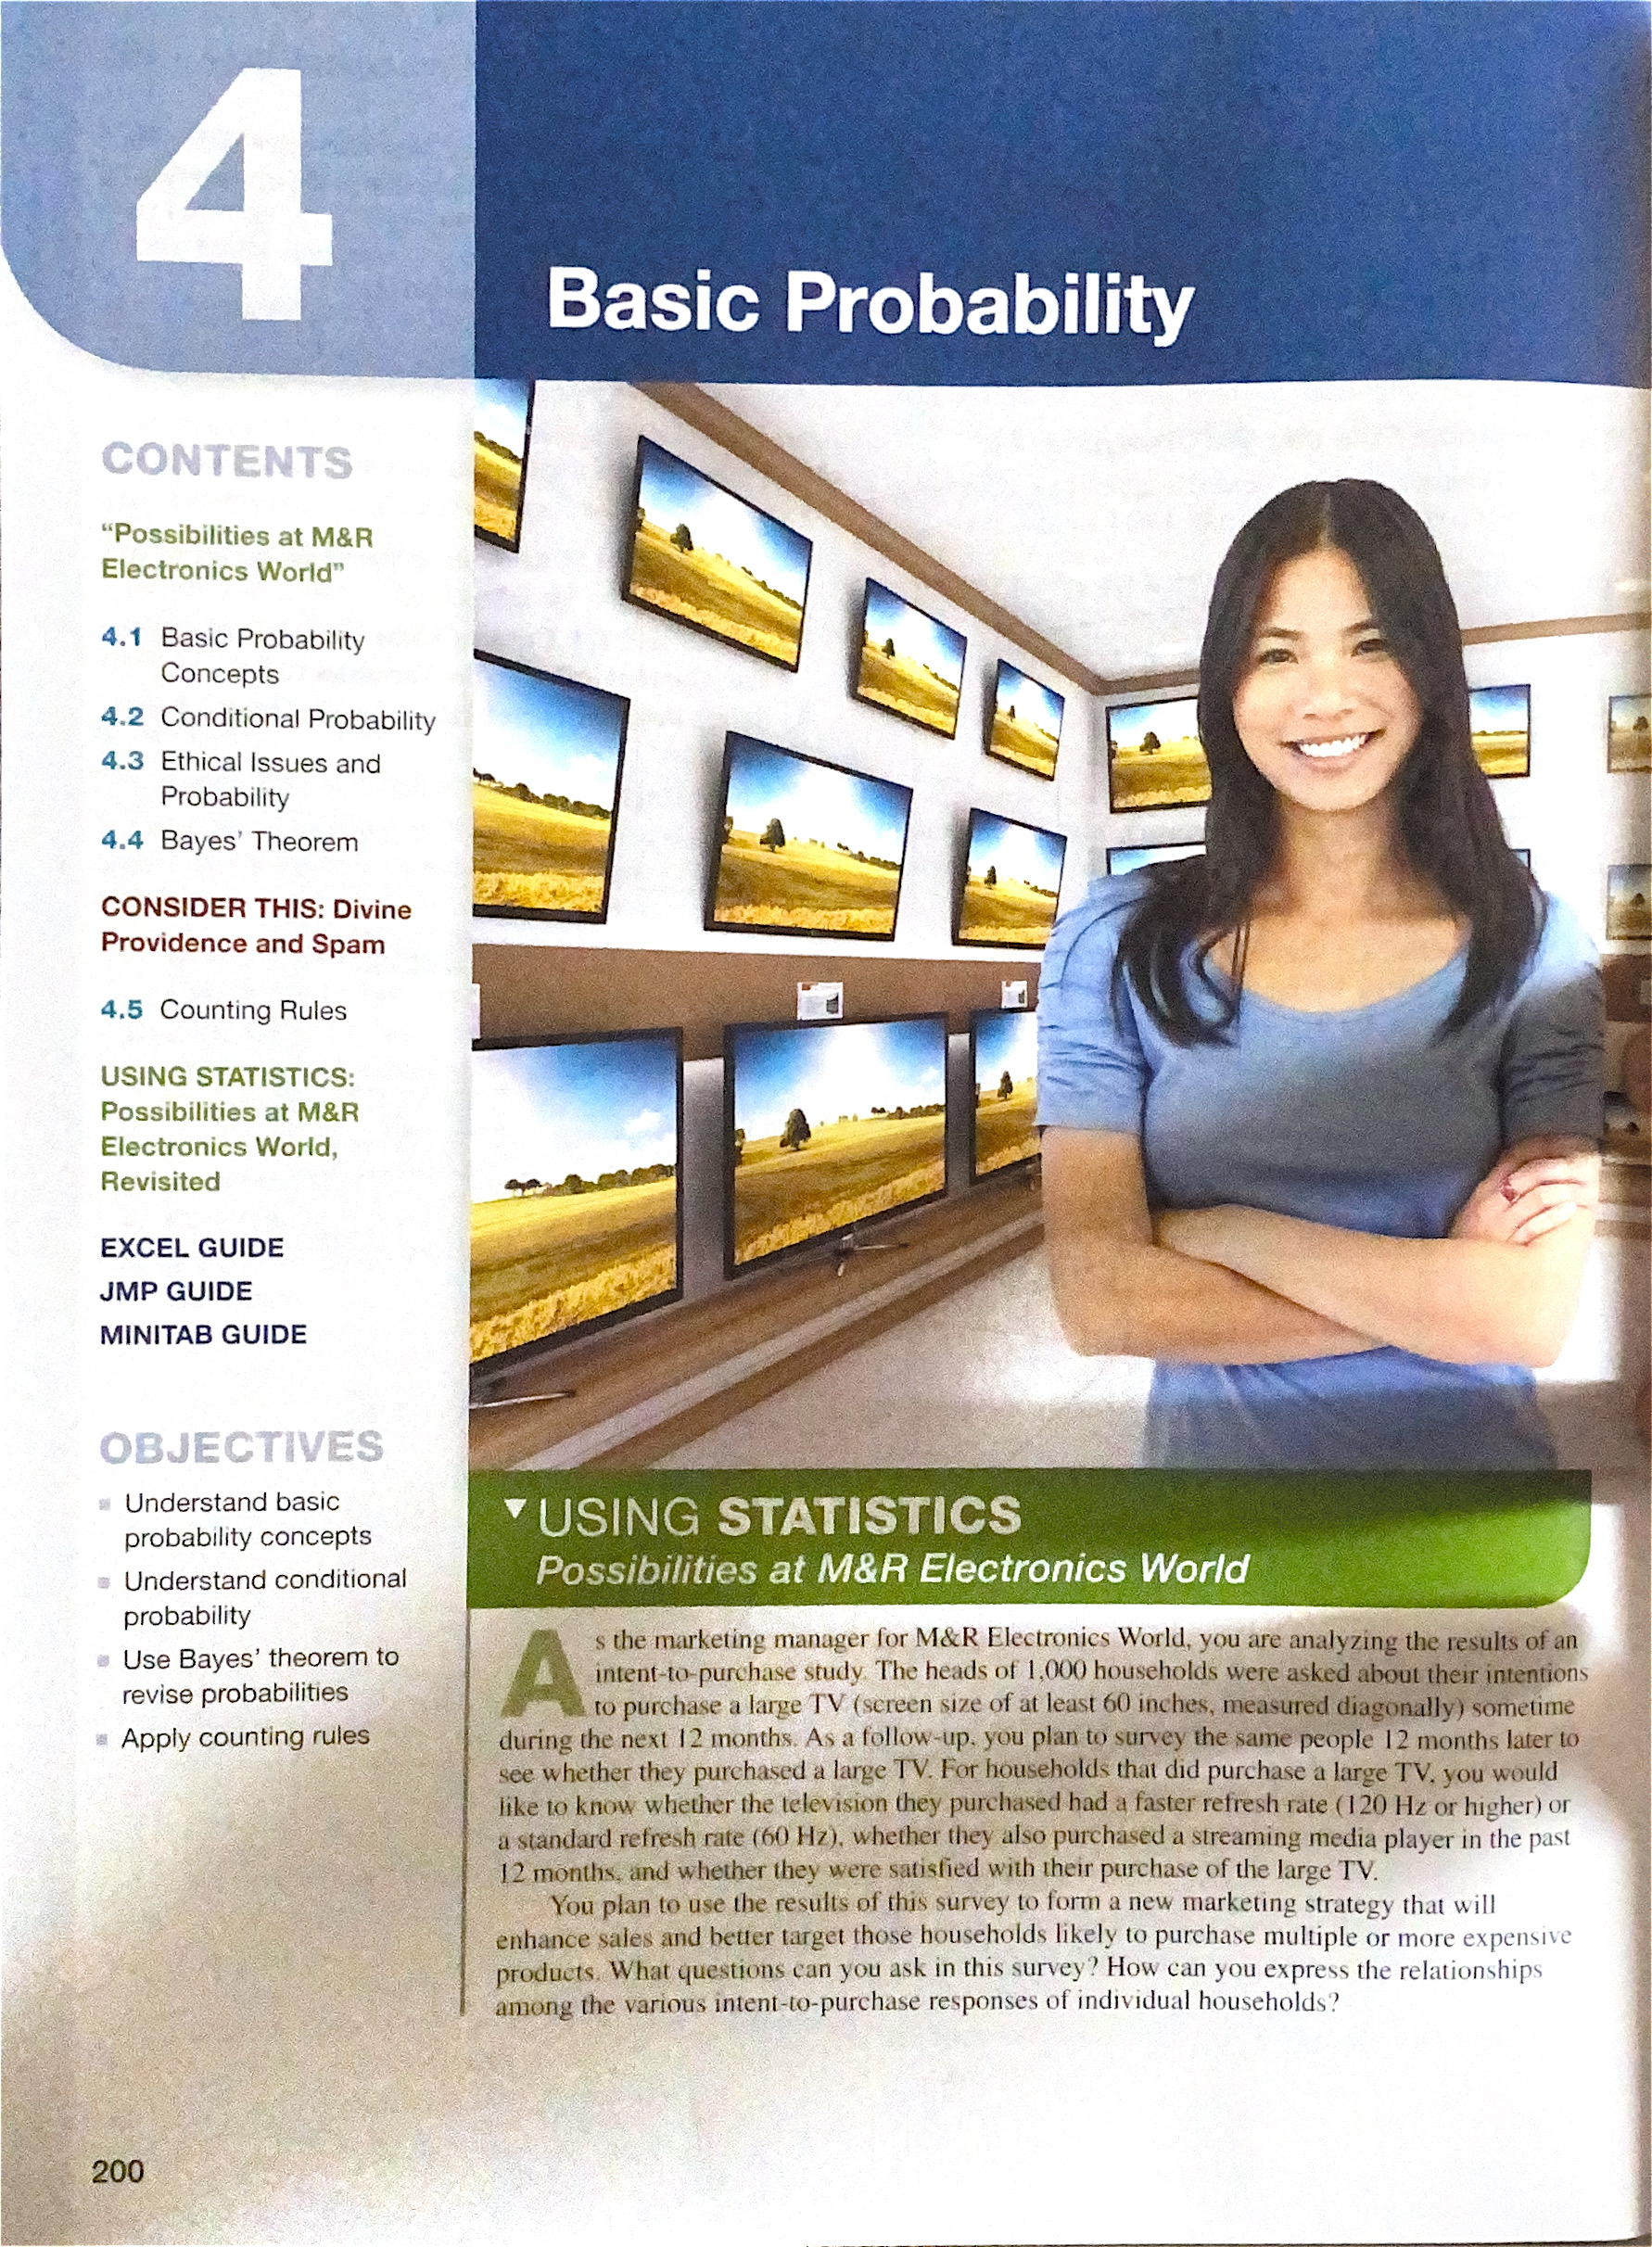 4
Basic Probability
CONTENTS
“Possibilities at M&R
Electronics World”
4.1 Basic Probability
Concepts
4.2 Conditional Probability
4.3 Ethical Issues and
Probability
4.4 Bayes’ Theorem
CONSIDER THIS: Divine
Providence and Spam
4.5 Counting Rules
USING STATISTICS:
Possibilities at M&R
Electronics World,
Revisited
EXCEL GUIDE
JMP GUIDE
MINITAB GUIDE
OBJECTIVES
▪ Understand basic
probability concepts
▪ Understand conditional
probability
▪ Use Bayes’ theorem to
revise probabilities
▪ Apply counting rules
▼ USING STATISTICS
Possibilities at M&R Electronics World
As the marketing manager for M&R Electronics World, you are analyzing the results of an
intent-to-purchase study. The heads of 1,000 households were asked about their intentions
to purchase a large TV (screen size of at least 60 inches, measured diagonally) sometime
during the next 12 months. As a follow-up, you plan to survey the same people 12 months later to
see whether they purchased a large TV. For households that did purchase a large TV, you would
like to know whether the television they purchased had a faster refresh rate (120 Hz or higher) or
a standard refresh rate (60 Hz), whether they also purchased a streaming media player in the past
12 months, and whether they were satisfied with their purchase of the large TV.
You plan to use the results of this survey to form a new marketing strategy that will
enhance sales and better target those households likely to purchase multiple or more expensive
products. What questions can you ask in this survey? How can you express the relationships
among the various intent-to-purchase responses of individual households?
200